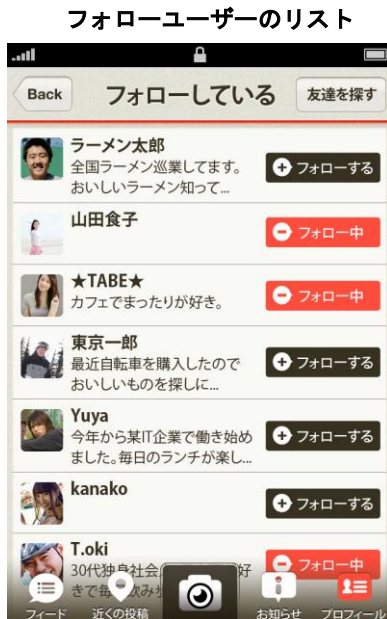 フォローユーザーのリスト
Back
フォローしている
友達を探す
ラーメン太郎
全国ラーメン巡業してます。
おいしいラーメン知って...
フォローする
山田食子
フォロー中
★TABE★
カフェでまったりが好き。
フォロー中
東京一郎
最近自転車を購入したので
おいしいものを探しに...
フォローする
Yuya
今年から某IT企業で働き始め
ました。毎日のランチが楽し...
フォローする
kanako
フォローする
T.oki
30代独身社会
好
きで毎
飲み
フォロー中
フィード
近くの投稿
お知らせ
プロフィール